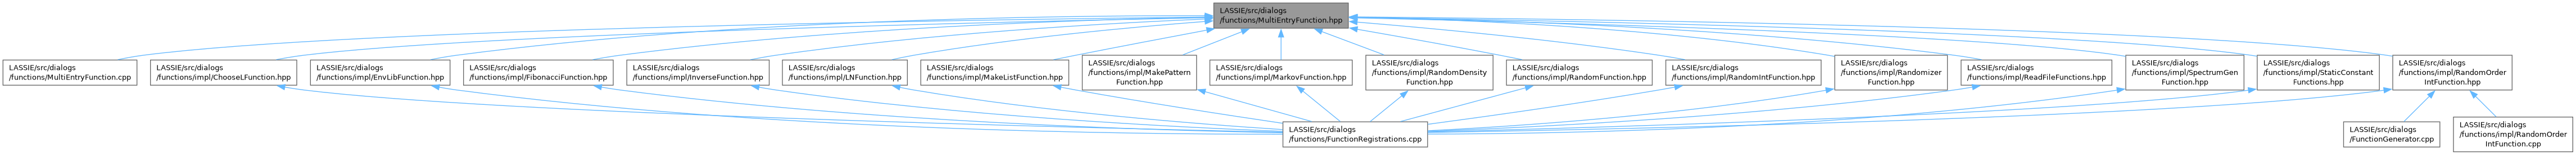 LASSIE/src/dialogs
/functions/MultiEntryFunction.hpp
LASSIE/src/dialogs
/functions/MultiEntryFunction.cpp
LASSIE/src/dialogs
/functions/impl/ChooseLFunction.hpp
LASSIE/src/dialogs
/functions/impl/EnvLibFunction.hpp
LASSIE/src/dialogs
/functions/impl/FibonacciFunction.hpp
LASSIE/src/dialogs
/functions/impl/InverseFunction.hpp
LASSIE/src/dialogs
/functions/impl/LNFunction.hpp
LASSIE/src/dialogs
/functions/impl/MakeListFunction.hpp
LASSIE/src/dialogs
/functions/impl/MakePattern
Function.hpp
LASSIE/src/dialogs
/functions/impl/MarkovFunction.hpp
LASSIE/src/dialogs
/functions/impl/RandomDensity
Function.hpp
LASSIE/src/dialogs
/functions/impl/RandomFunction.hpp
LASSIE/src/dialogs
/functions/impl/RandomIntFunction.hpp
LASSIE/src/dialogs
/functions/impl/Randomizer
Function.hpp
LASSIE/src/dialogs
/functions/impl/ReadFileFunctions.hpp
LASSIE/src/dialogs
/functions/impl/SpectrumGen
Function.hpp
LASSIE/src/dialogs
/functions/impl/StaticConstant
Functions.hpp
LASSIE/src/dialogs
/functions/impl/RandomOrder
IntFunction.hpp
LASSIE/src/dialogs
/functions/FunctionRegistrations.cpp
LASSIE/src/dialogs
/FunctionGenerator.cpp
LASSIE/src/dialogs
/functions/impl/RandomOrder
IntFunction.cpp